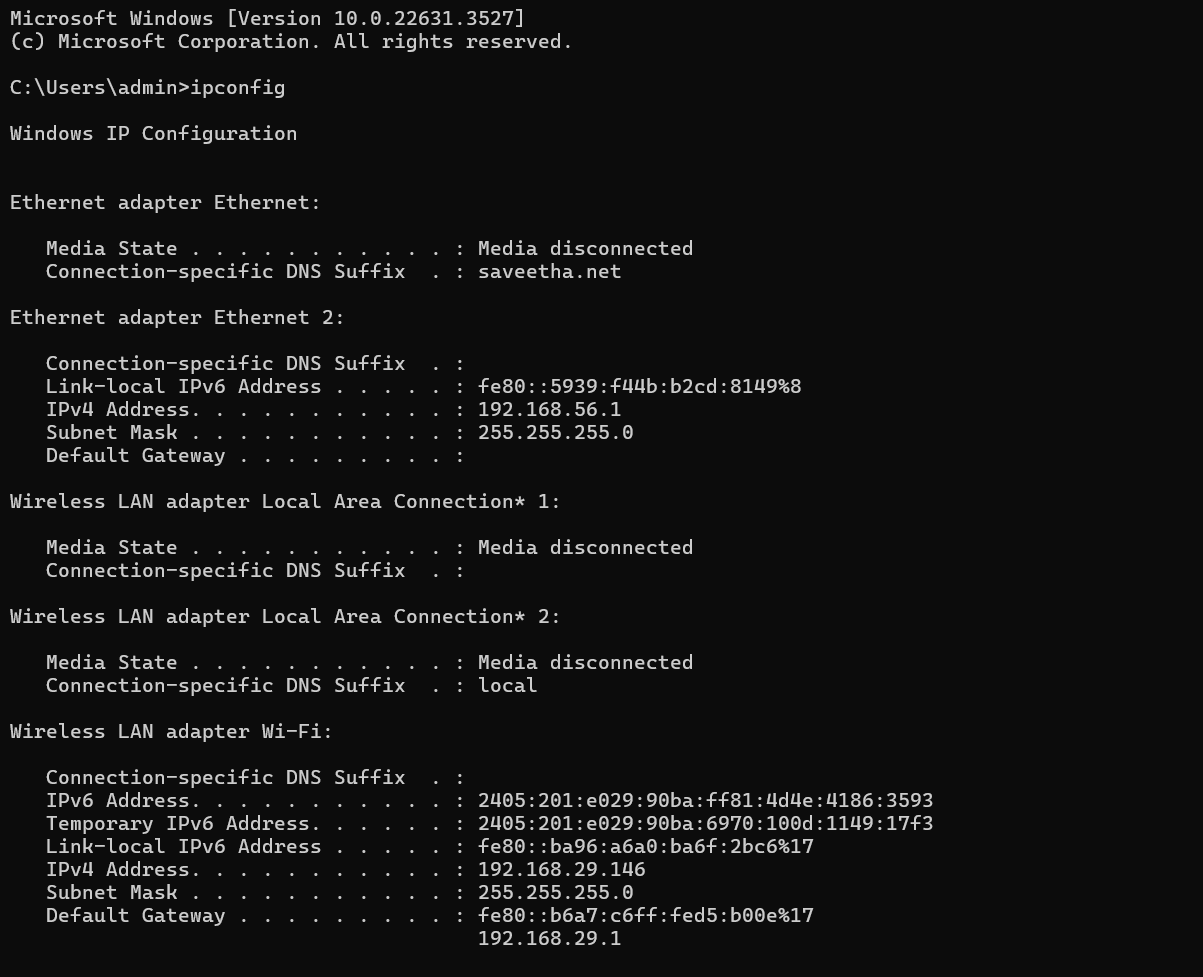 Microsoft Windows [Version 10.0.22631.3527]
(c) Microsoft Corporation. All rights reserved.
C:\Users\admin>ipconfig
Windows IP Configuration
Ethernet adapter Ethernet:
   Media State . . . . . . . . . . . : Media disconnected
   Connection-specific DNS Suffix  . : saveetha.net
Ethernet adapter Ethernet 2:
   Connection-specific DNS Suffix  . :
   Link-local IPv6 Address . . . . . : fe80::5939:f44b:b2cd:8149%8
   IPv4 Address. . . . . . . . . . . : 192.168.56.1
   Subnet Mask . . . . . . . . . . . : 255.255.255.0
   Default Gateway . . . . . . . . . :
Wireless LAN adapter Local Area Connection* 1:
   Media State . . . . . . . . . . . : Media disconnected
   Connection-specific DNS Suffix  . :
Wireless LAN adapter Local Area Connection* 2:
   Media State . . . . . . . . . . . : Media disconnected
   Connection-specific DNS Suffix  . : local
Wireless LAN adapter Wi-Fi:
   Connection-specific DNS Suffix  . :
   IPv6 Address. . . . . . . . . . . : 2405:201:e029:90ba:ff81:4d4e:4186:3593
   Temporary IPv6 Address. . . . . . : 2405:201:e029:90ba:6970:100d:1149:17f3
   Link-local IPv6 Address . . . . . : fe80::ba96:a6a0:ba6f:2bc6%17
   IPv4 Address. . . . . . . . . . . : 192.168.29.146
   Subnet Mask . . . . . . . . . . . : 255.255.255.0
   Default Gateway . . . . . . . . . : fe80::b6a7:c6ff:fed5:b00e%17
                                       192.168.29.1